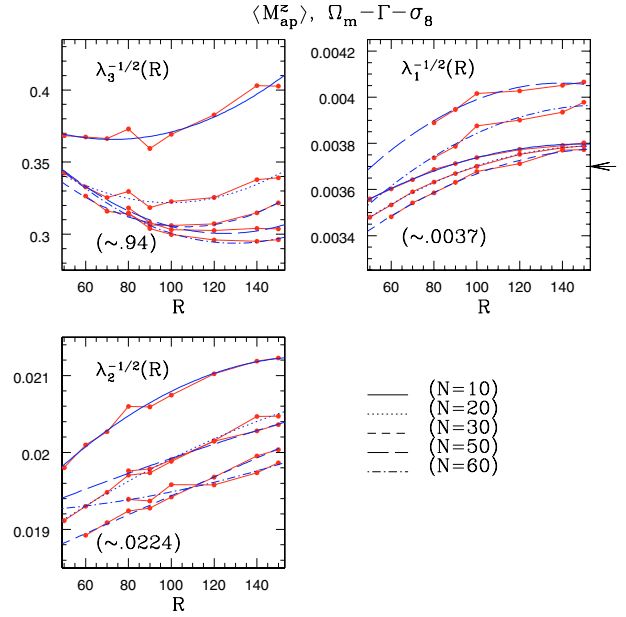 ⟨M_ap^z⟩, Ω_m−Γ−σ_8
λ_3^{-1/2}(R)
0.4
0.35
0.3
(~.94)
60 80 100 120 140
R
λ_1^{-1/2}(R)
0.0042
0.004
0.0038
0.0036
0.0034
(~.0037)
60 80 100 120 140
R
λ_2^{-1/2}(R)
0.021
0.02
0.019
(~.0224)
60 80 100 120 140
R
(N=10)
(N=20)
(N=30)
(N=50)
(N=60)